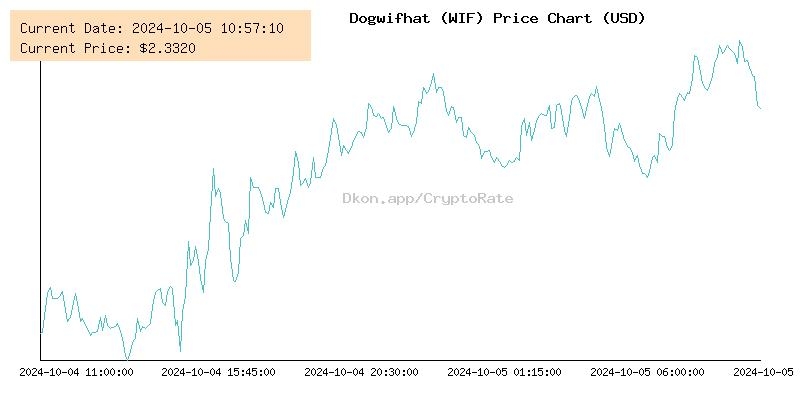 Dogwifhat (WIF) Price Chart (USD)
Current Date: 2024-10-05 10:57:10
Current Price: $2.3320
Dkon.app/CryptoRate
2024-10-04 11:00:00 2024-10-04 15:45:00 2024-10-04 20:30:00 2024-10-05 01:15:00 2024-10-05 06:00:00 2024-10-05